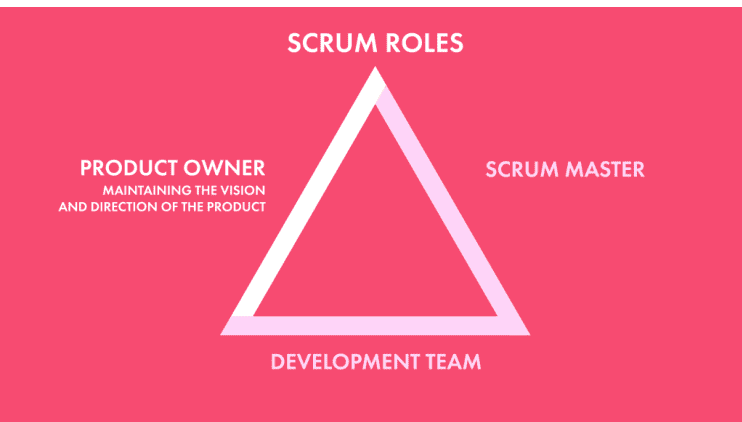 SCRUM ROLES
PRODUCT OWNER
MAINTAINING THE VISION
AND DIRECTION OF THE PRODUCT
SCRUM MASTER
DEVELOPMENT TEAM